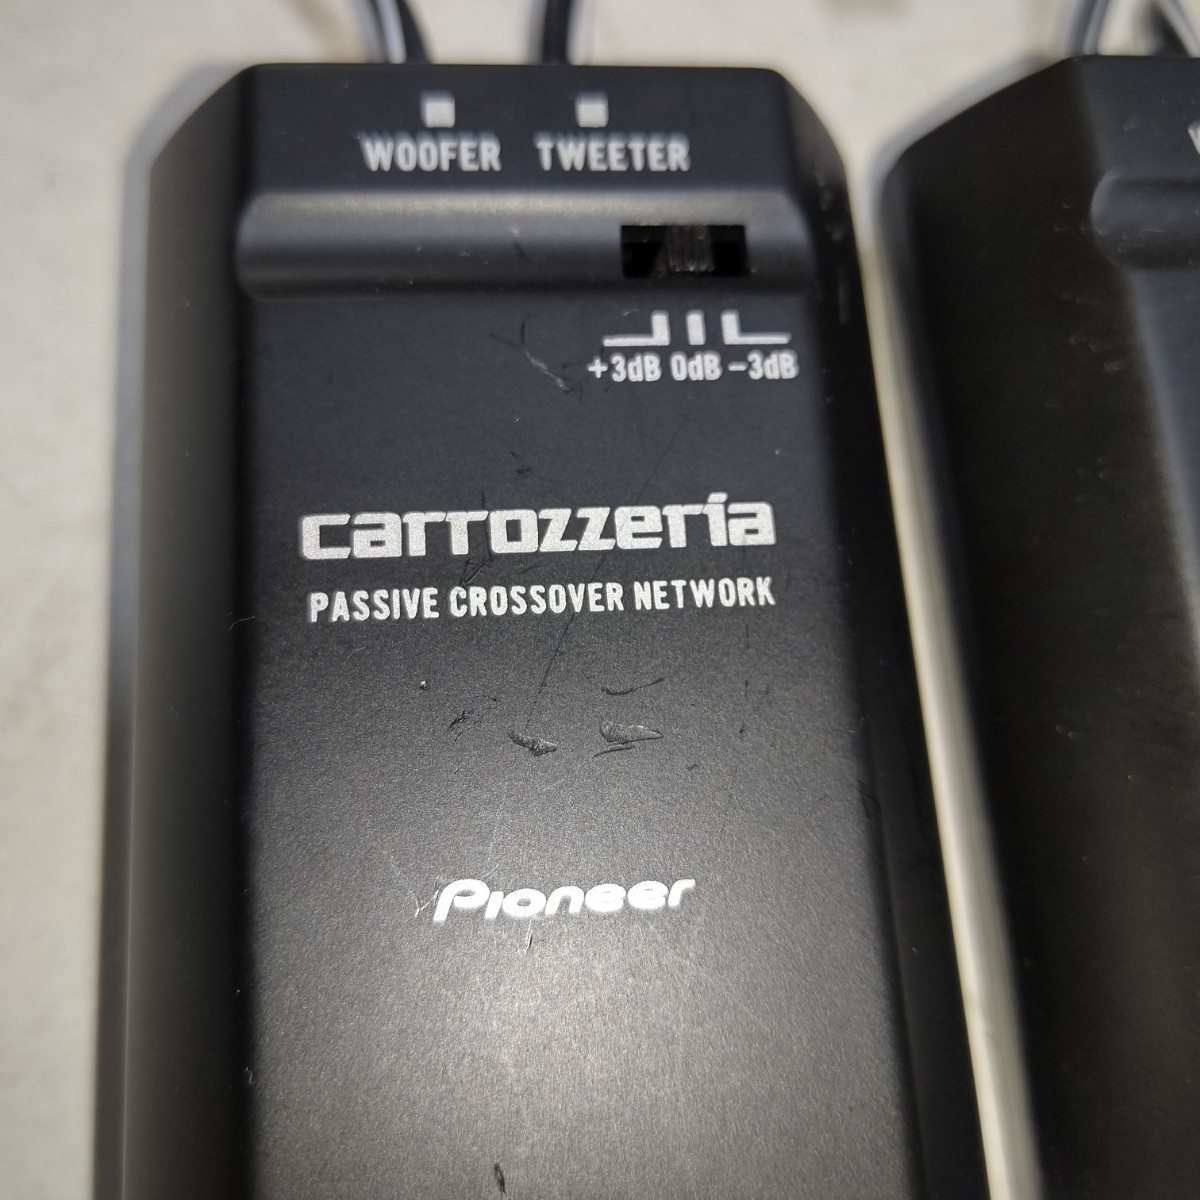 WOOFER TWEETER
+3dB 0dB -3dB
carrozzeria
PASSIVE CROSSOVER NETWORK
Pioneer